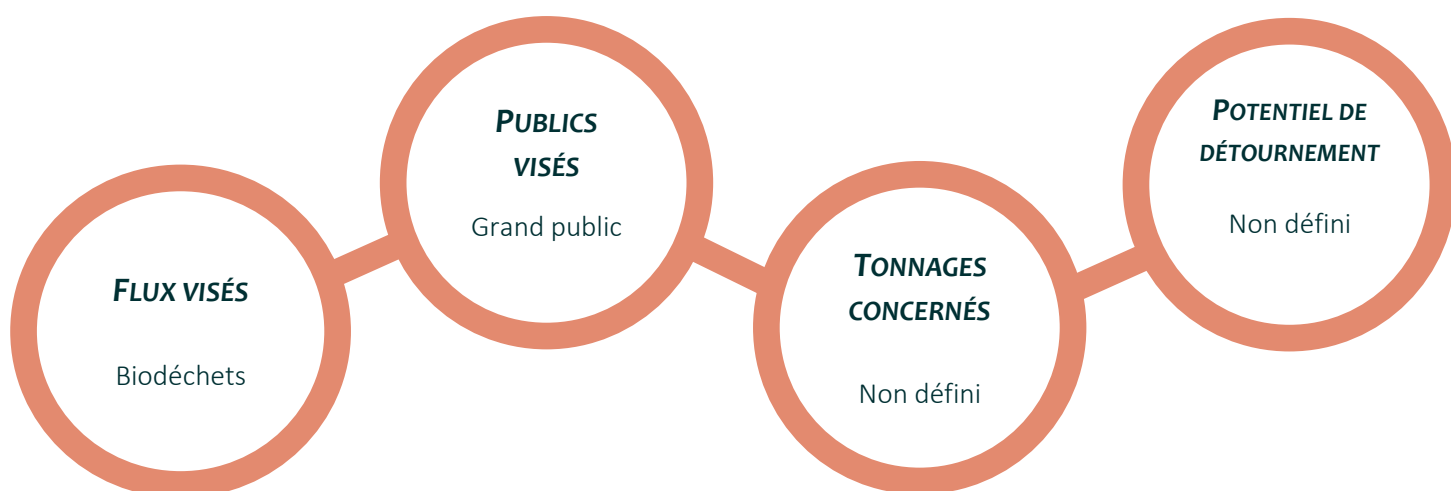 FLUX VISÉS
Biodéchets
PUBLICS
VISÉS
Grand public
TONNAGES
CONCERNÉS
Non défini
POTENTIEL DE
DÉTOURNEMENT
Non défini